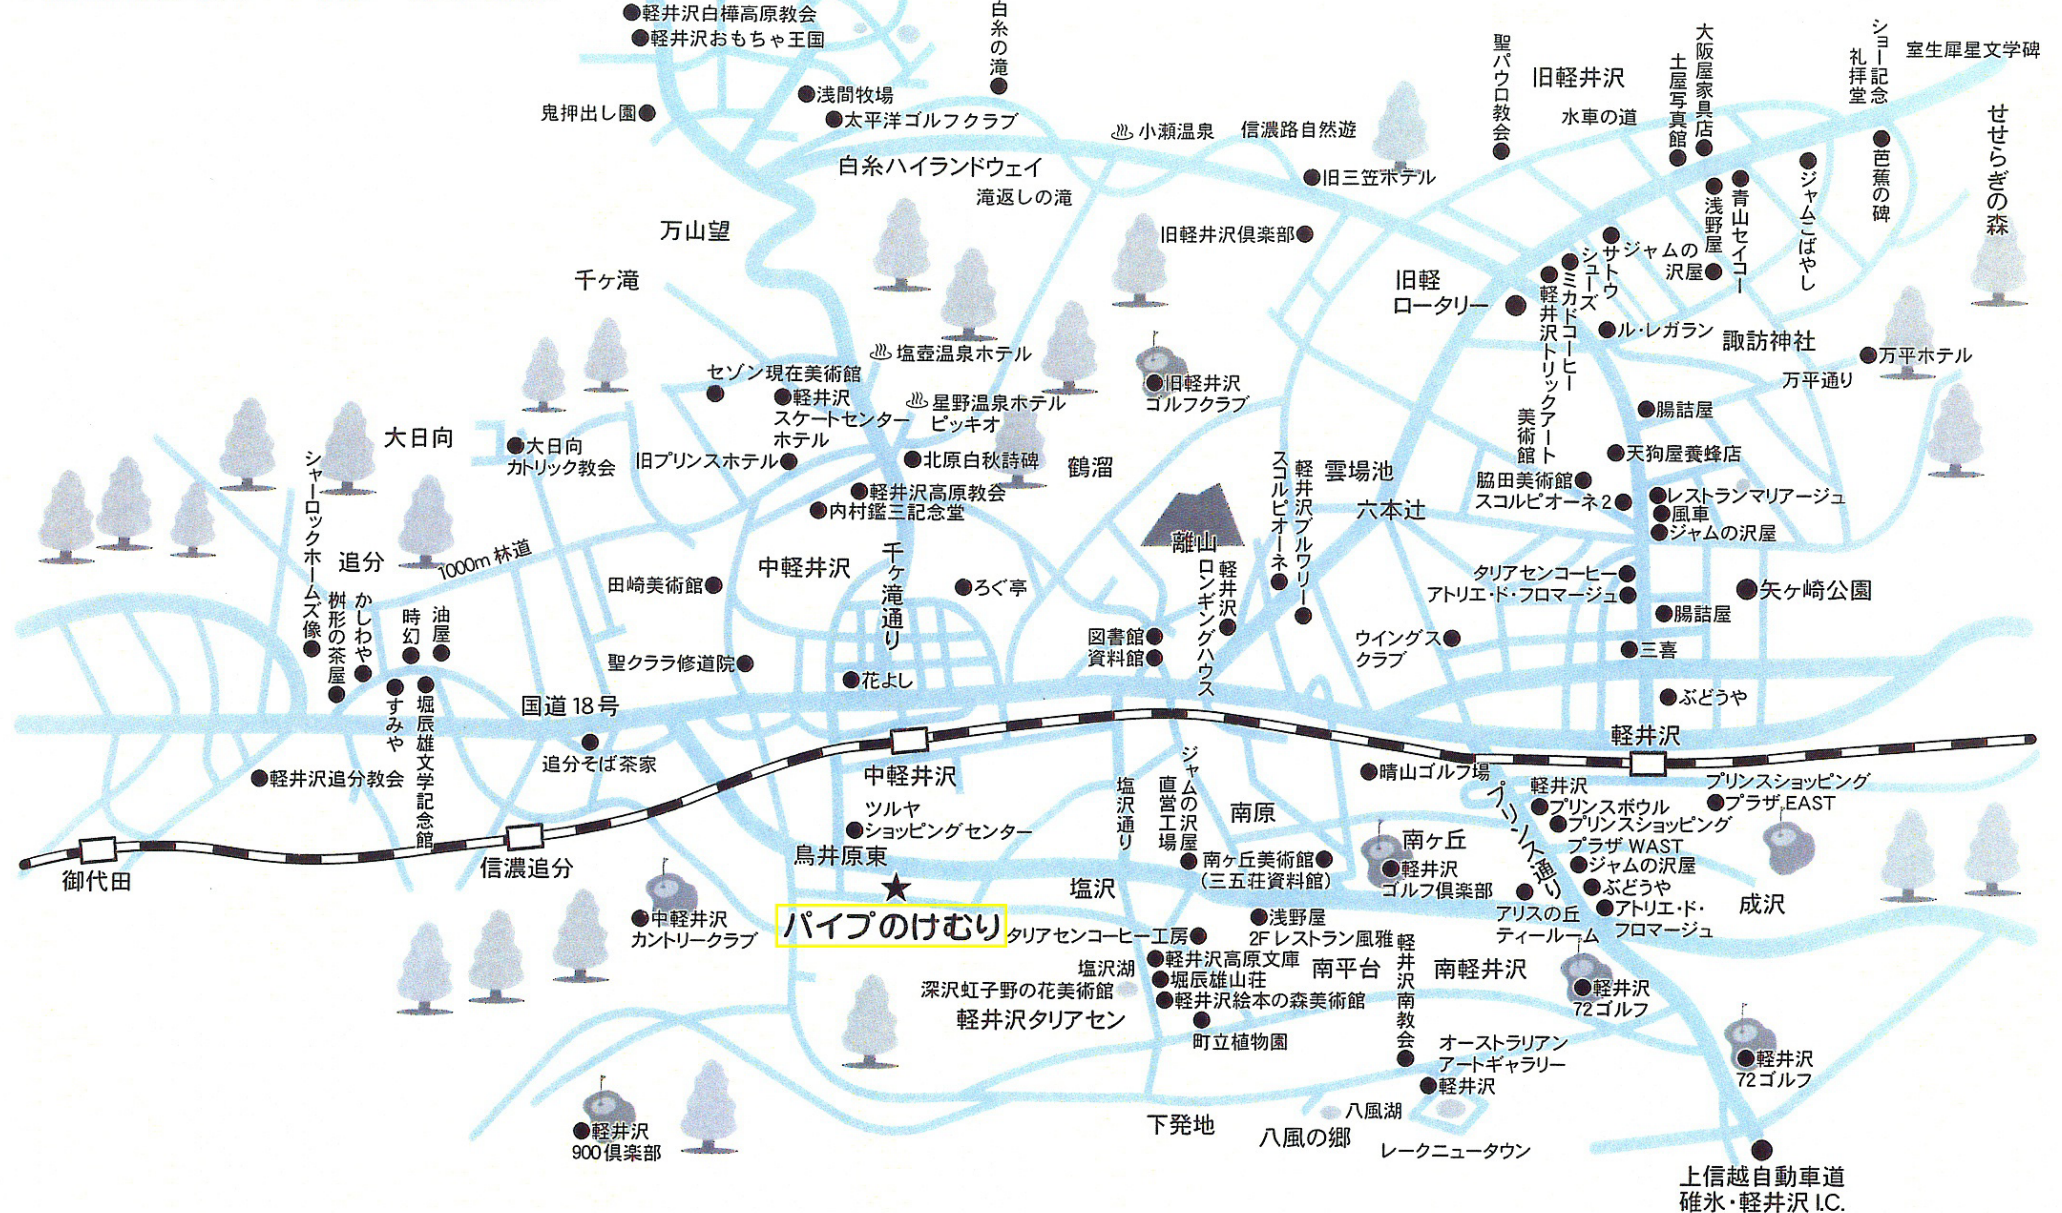 軽井沢白樺高原教会
軽井沢おもちゃ王国
白糸の滝
浅間牧場
太平洋ゴルフクラブ
鬼押出し園
白糸ハイランドウェイ
滝返しの滝
小瀬温泉
信濃路自然遊
旧三笠ホテル
旧軽井沢倶楽部
聖パウロ教会
旧軽井沢
水車の道
土屋写真館
大阪屋家具店
ショー記念
礼拝堂
室生犀星文学碑
芭蕉の碑
せせらぎの森
ジャムこばやし
青山セイコー
浅野屋
ジャムの
沢屋
サトウ
シューズ
ミカドコーヒー
軽井沢トリックアート
美術館
旧軽
ロータリー
ル・レガラン
諏訪神社
万平ホテル
万平通り
万山望
千ヶ滝
塩壺温泉ホテル
セゾン現在美術館
軽井沢
スケートセンター
ホテル
星野温泉ホテル
ピッキオ
旧プリンスホテル
北原白秋詩碑
軽井沢高原教会
内村鑑三記念堂
旧軽井沢
ゴルフクラブ
鶴溜
大日向
大日向
カトリック教会
シャーロックホームズ像
追分
1000m 林道
桝形の茶屋
かしわや
時幻
油屋
すみや
堀辰雄文学記念館
田崎美術館
中軽井沢
千ヶ滝通り
ろぐ亭
聖クララ修道院
花よし
図書館
資料館
離山
軽井沢
ロンギングハウス
スコルピオーネ
軽井沢ブルワリー
雲場池
六本辻
腸詰屋
天狗屋養蜂店
脇田美術館
スコルピオーネ2
レストランマリアージュ
風車
ジャムの沢屋
タリアセンコーヒー
アトリエ・ド・フロマージュ
矢ヶ崎公園
腸詰屋
ウイングス
クラブ
三喜
ぶどうや
軽井沢
国道18号
追分そば茶家
軽井沢追分教会
御代田
信濃追分
中軽井沢
ツルヤ
ショッピングセンター
鳥井原東
パイプのけむり
中軽井沢
カントリークラブ
塩沢通り
ジャムの沢屋
直営工場
南原
晴山ゴルフ場
プリンス通り
軽井沢
プリンスボウル
プリンスショッピング
プラザ WAST
プリンスショッピング
プラザ EAST
ジャムの沢屋
ぶどうや
アトリエ・ド・
フロマージュ
成沢
塩沢
南ヶ丘美術館
(三五荘資料館)
南ヶ丘
軽井沢
ゴルフ倶楽部
アリスの丘
ティールーム
浅野屋
2Fレストラン風雅
タリアセンコーヒー工房
軽井沢高原文庫
堀辰雄山荘
軽井沢絵本の森美術館
塩沢湖
深沢虹子野の花美術館
軽井沢タリアセン
町立植物園
南平台
軽井沢南教会
南軽井沢
軽井沢
72ゴルフ
軽井沢
72ゴルフ
オーストラリアン
アートギャラリー
軽井沢
八風湖
八風の郷
レークニュータウン
下発地
軽井沢
900倶楽部
上信越自動車道
碓氷・軽井沢 I.C.